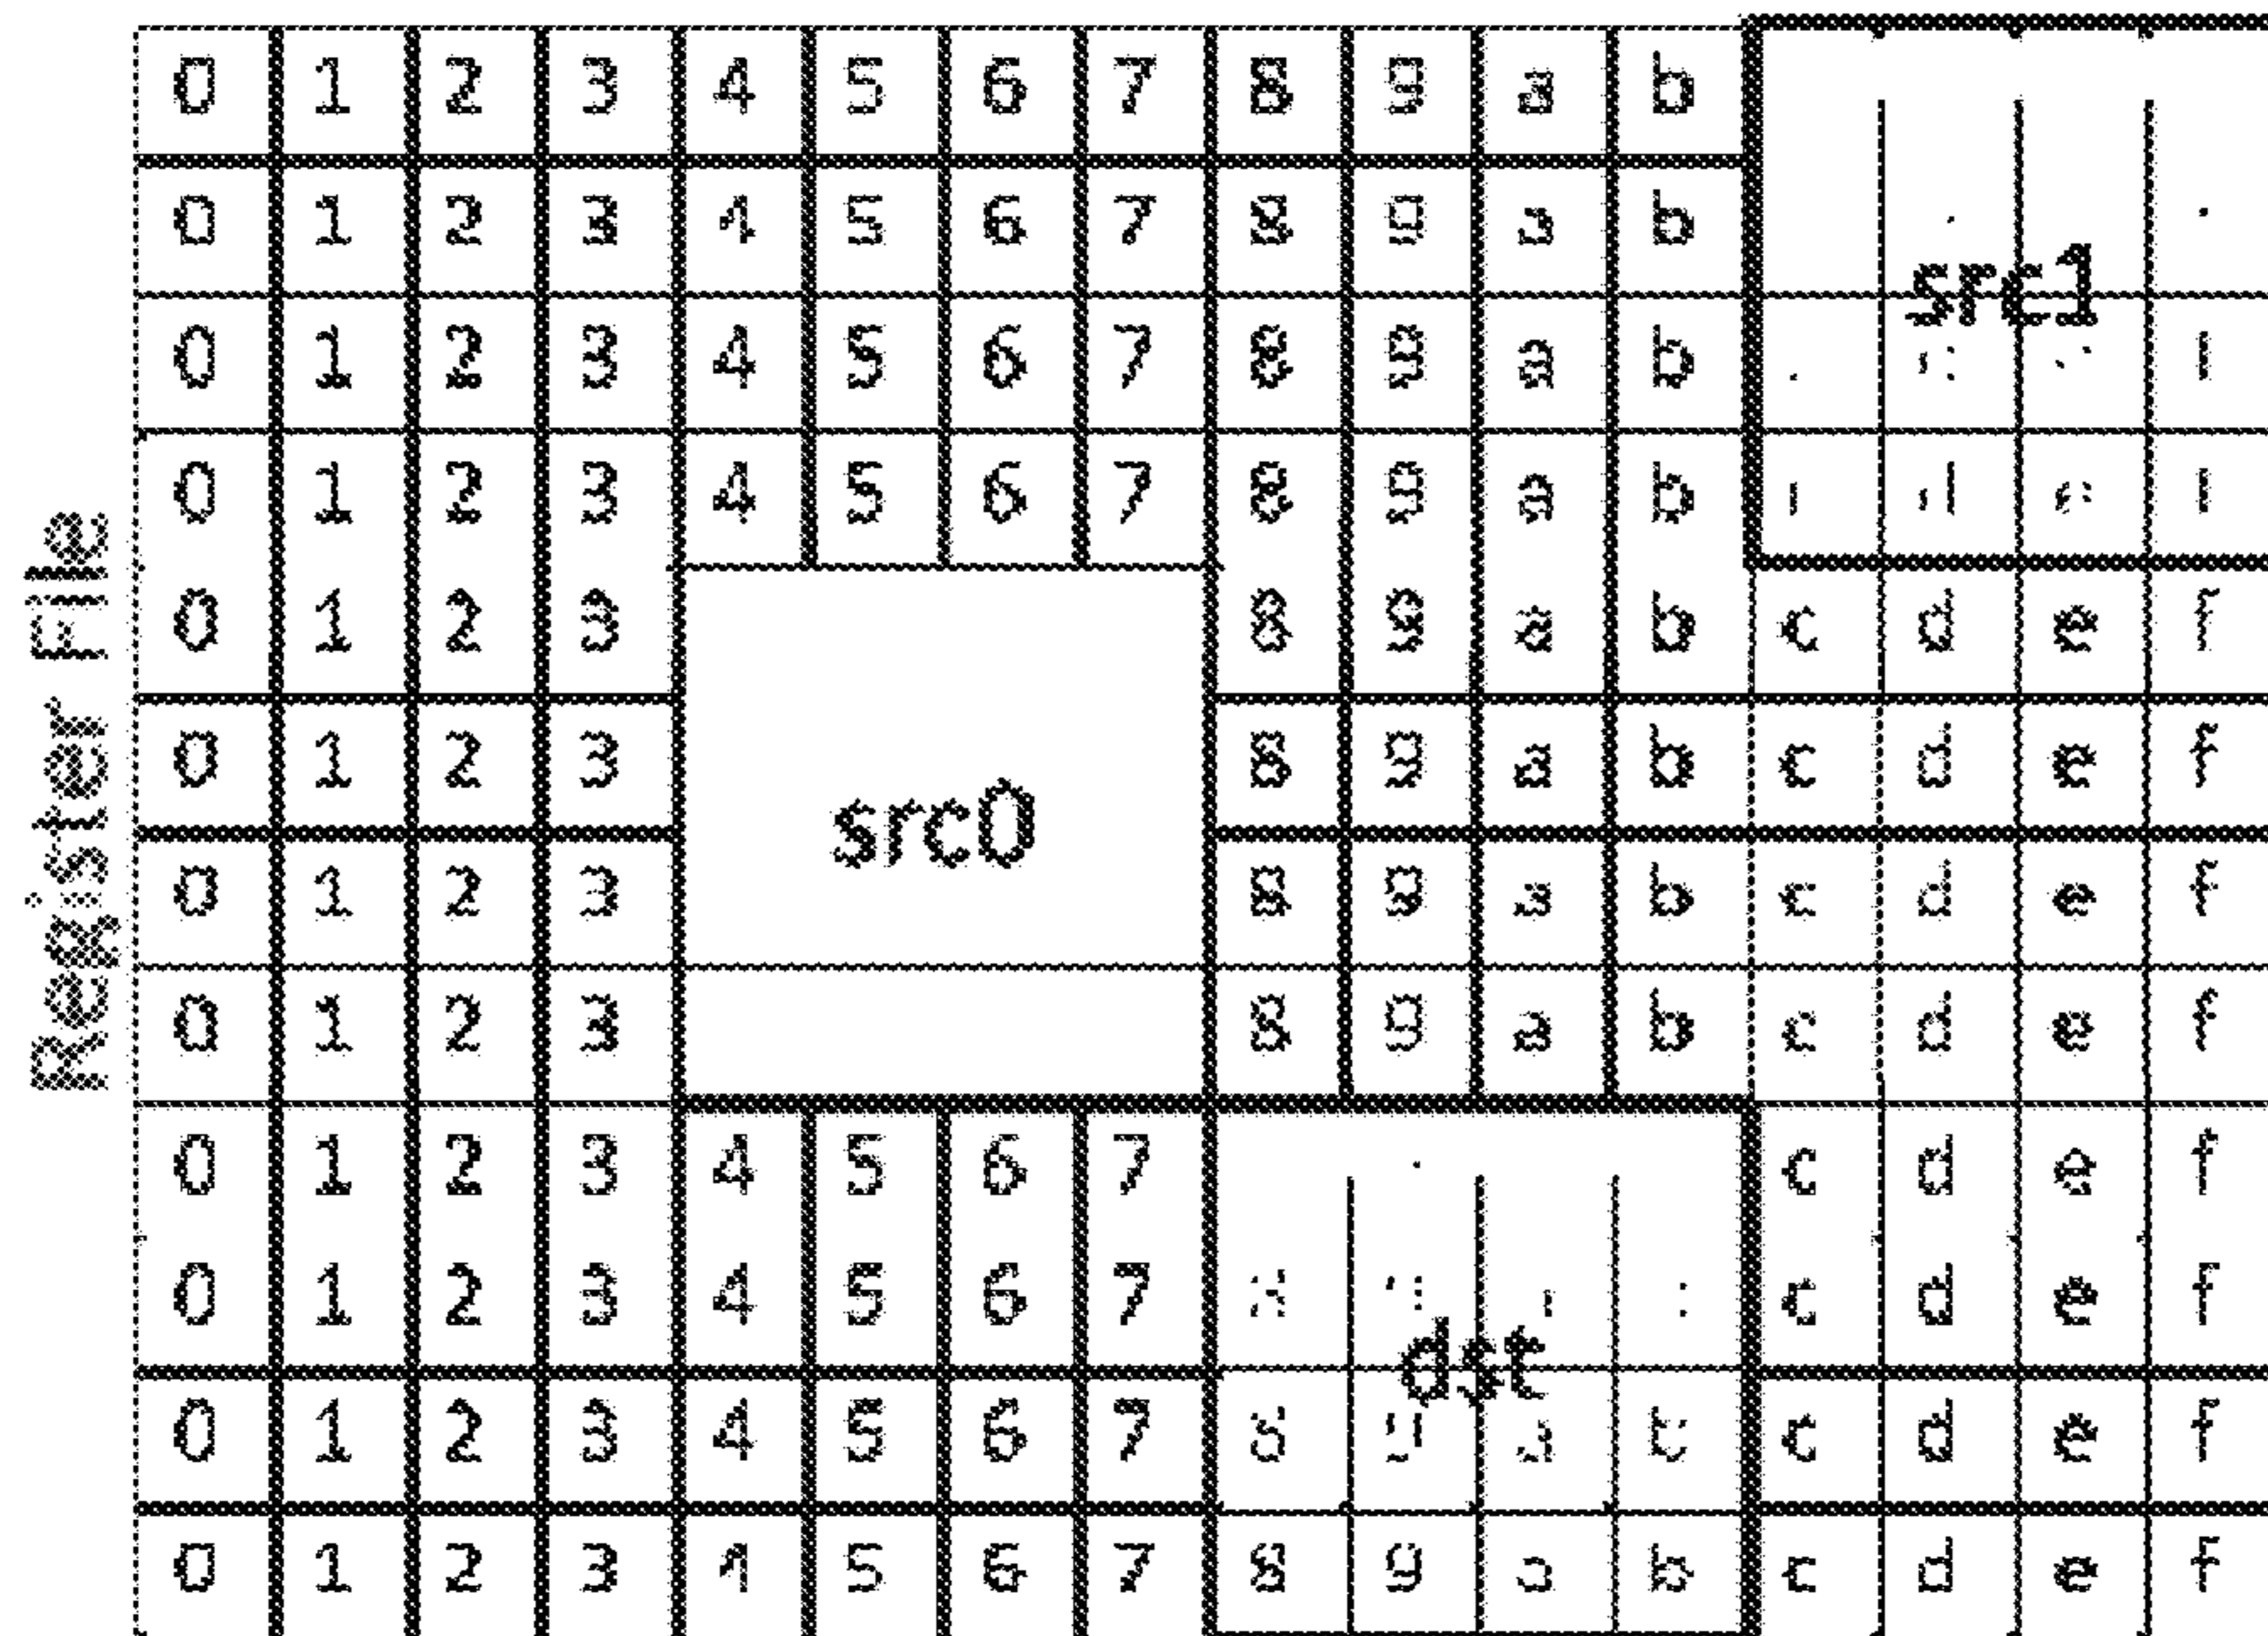 Register File
0 1 2 3 4 5 6 7 8 9 a b
0 1 2 3 4 5 6 7 8 9 a b
src1
0 1 2 3 4 5 6 7 8 9 a b
0 1 2 3 4 5 6 7 8 9 a b
0 1 2 3 8 9 a b c d e f
0 1 2 3 8 9 a b c d e f
src0
0 1 2 3 8 9 a b c d e f
0 1 2 3 8 9 a b c d e f
0 1 2 3 4 5 6 7 c d e f
0 1 2 3 4 5 6 7 c d e f
dst
0 1 2 3 4 5 6 7 c d e f
0 1 2 3 4 5 6 7 8 9 a b c d e f